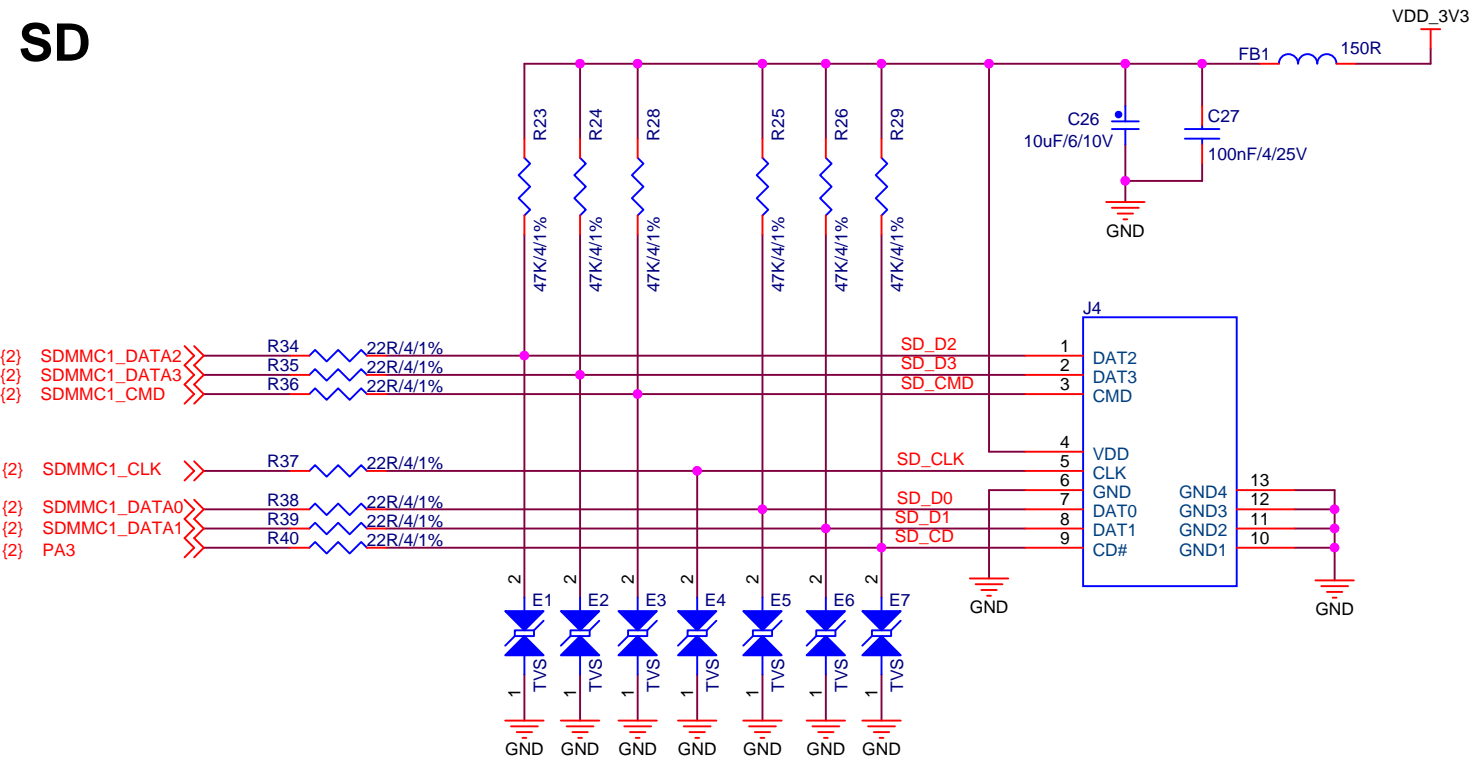 SD
VDD_3V3
FB1
150R
R23
R24
R28
R25
R26
R29
C26
10uF/6/10V
C27
100nF/4/25V
GND
47K/4/1%
47K/4/1%
47K/4/1%
47K/4/1%
47K/4/1%
47K/4/1%
J4
{2} SDMMC1_DATA2 R34 22R/4/1% SD_D2 1 DAT2
{2} SDMMC1_DATA3 R35 22R/4/1% SD_D3 2 DAT3
{2} SDMMC1_CMD R36 22R/4/1% SD_CMD 3 CMD
4 VDD
{2} SDMMC1_CLK R37 22R/4/1% SD_CLK 5 CLK
6 GND GND4 13
{2} SDMMC1_DATA0 R38 22R/4/1% SD_D0 7 DAT0 GND3 12
{2} SDMMC1_DATA1 R39 22R/4/1% SD_D1 8 DAT1 GND2 11
{2} PA3 R40 22R/4/1% SD_CD 9 CD# GND1 10
2 2 2 2 2 2 2
E1 E2 E3 E4 E5 E6 E7
GND
GND
TVS TVS TVS TVS TVS TVS TVS
1 1 1 1 1 1 1
GND GND GND GND GND GND GND